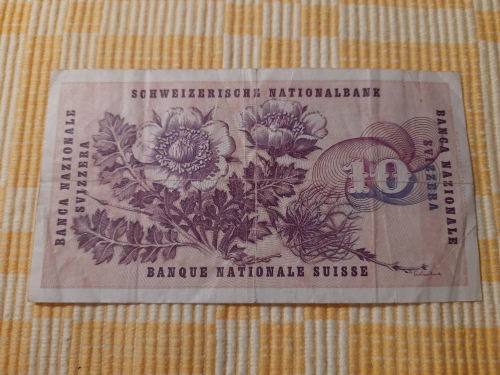 SCHWEIZERISCHE NATIONALBANK
BANCA NAZIONALE
SVIZZERA
10
BANCA NAZIONALE
SVIZZERA
BANQUE NATIONALE SUISSE